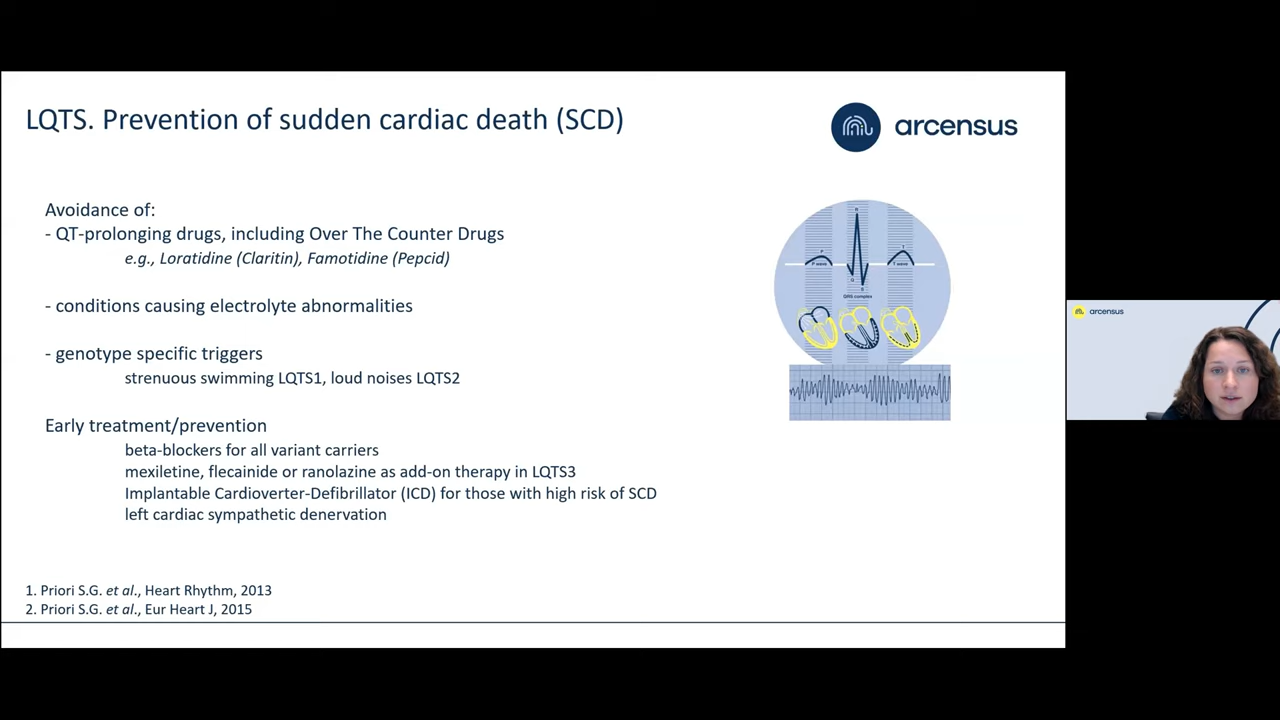 LQTS. Prevention of sudden cardiac death (SCD)
arcensus
Avoidance of:
- QT-prolonging drugs, including Over The Counter Drugs
e.g., Loratidine (Claritin), Famotidine (Pepcid)
- conditions causing electrolyte abnormalities
- genotype specific triggers
strenuous swimming LQTS1, loud noises LQTS2
Early treatment/prevention
beta-blockers for all variant carriers
mexiletine, flecainide or ranolazine as add-on therapy in LQTS3
Implantable Cardioverter-Defibrillator (ICD) for those with high risk of SCD
left cardiac sympathetic denervation
R
P
T
P wave
T wave
Q
S
QRS complex
arcensus
1. Priori S.G. et al., Heart Rhythm, 2013
2. Priori S.G. et al., Eur Heart J, 2015